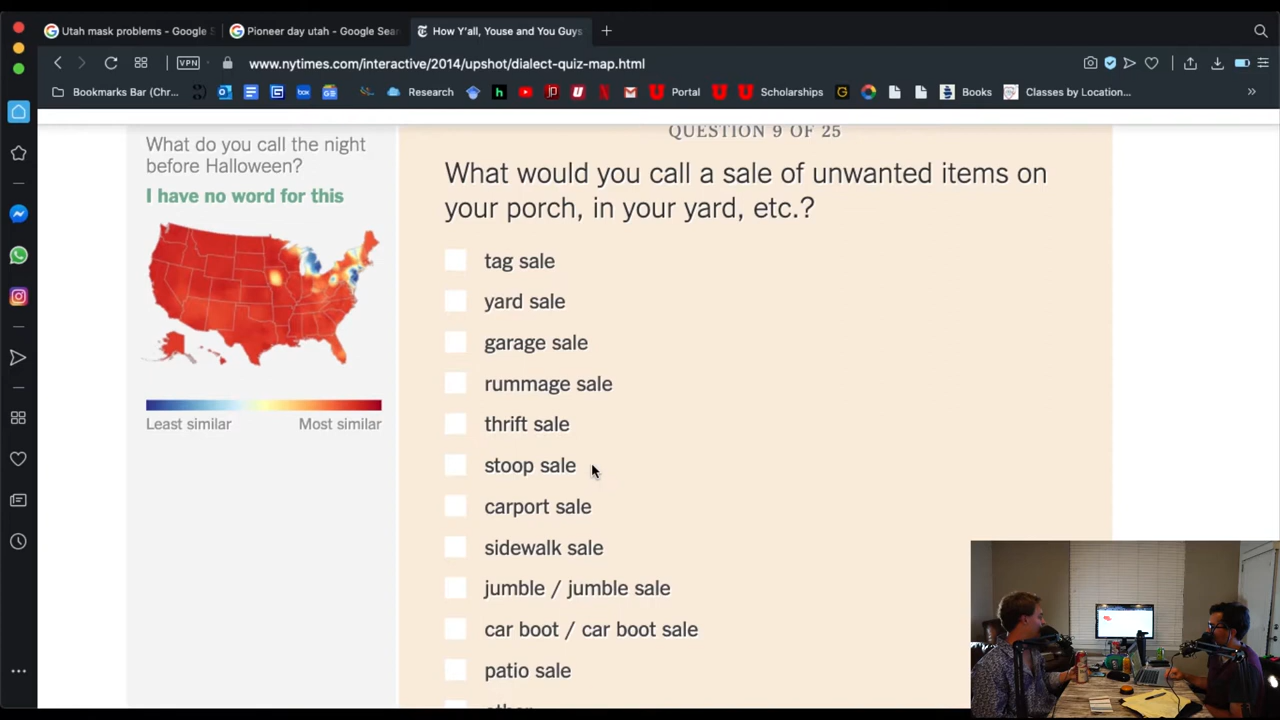 Utah mask problems - Google S
Pioneer day utah - Google Sear
How Y'all, Youse and You Guys
VPN
www.nytimes.com/interactive/2014/upshot/dialect-quiz-map.html
Bookmarks Bar (Chr...
box
h
jp
Research
Portal
Scholarships
G
Books
Classes by Location...
What do you call the night
before Halloween?
I have no word for this
Least similar
Most similar
QUESTION 9 OF 25
What would you call a sale of unwanted items on
your porch, in your yard, etc.?
tag sale
yard sale
garage sale
rummage sale
thrift sale
stoop sale
carport sale
sidewalk sale
jumble / jumble sale
car boot / car boot sale
patio sale
other